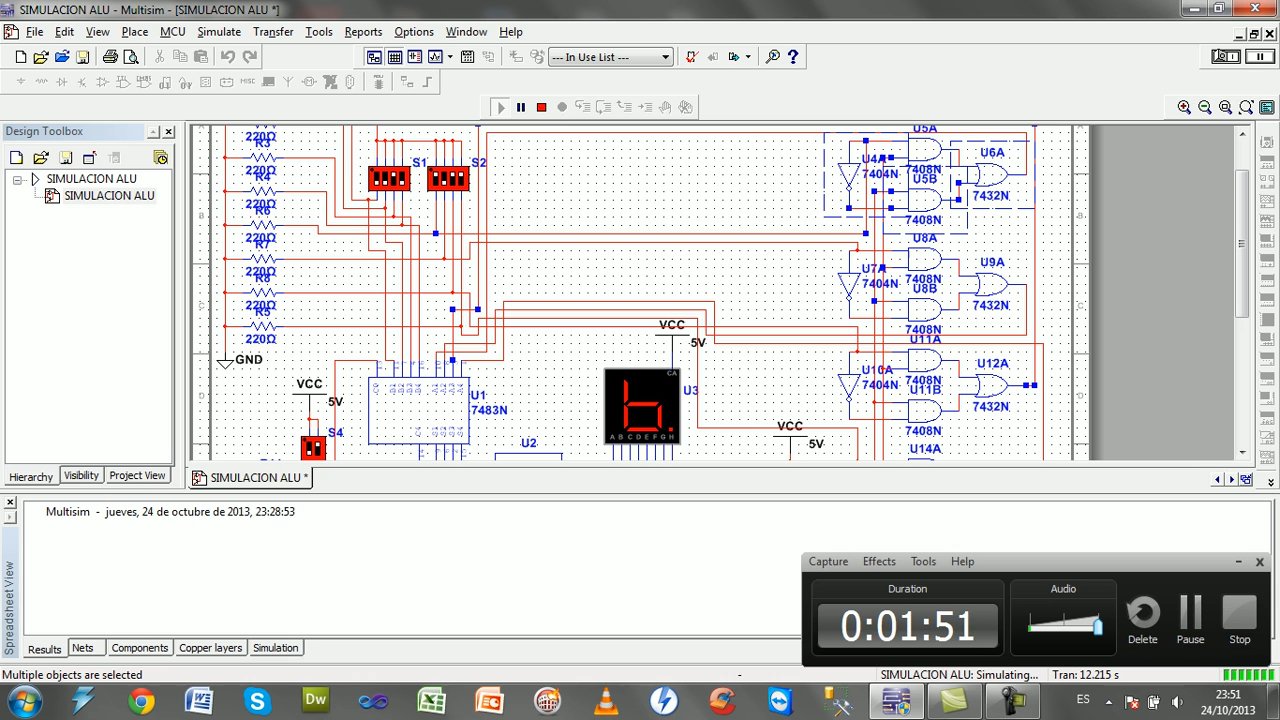 SIMULACION ALU - Multisim - [SIMULACION ALU *]
File Edit View Place MCU Simulate Transfer Tools Reports Options Window Help
--- In Use List ---
Design Toolbox
SIMULACION ALU
SIMULACION ALU
Hierarchy Visibility Project View
R3
220Ω
R4
220Ω
R6
220Ω
R7
220Ω
R8
220Ω
R5
220Ω
GND
S1 S2
VCC
5V
S4
U1
7483N
U2
VCC
5V
U3
CA
A B C D E F G H
VCC
5V
U5A
U4A
7404N
7408N
U5B
7408N
U6A
7432N
U8A
U7A
7404N
7408N
U8B
7408N
U9A
7432N
U11A
U10A
7404N
7408N
U11B
7408N
U12A
7432N
U14A
SIMULACION ALU *
Multisim - jueves, 24 de octubre de 2013, 23:28:53
Spreadsheet View
Results Nets Components Copper layers Simulation
Capture Effects Tools Help
Duration
0:01:51
Audio
Delete Pause Stop
Multiple objects are selected
-
SIMULACION ALU: Simulating... Tran: 12.215 s
ES
23:51
24/10/2013